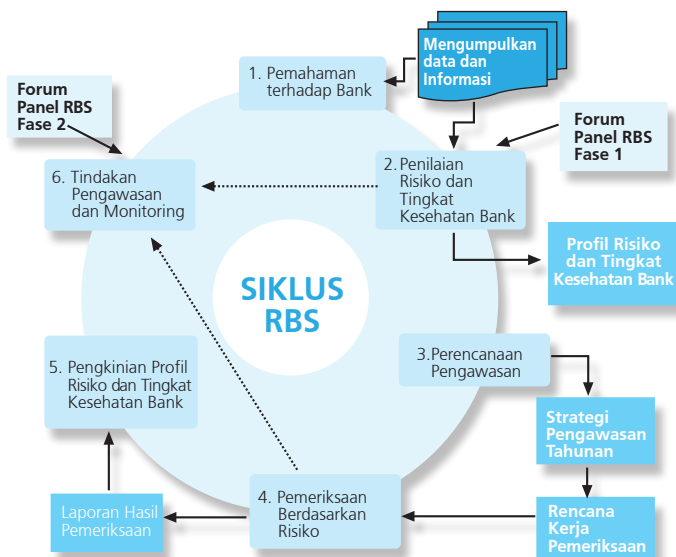 Mengumpulkan
data dan
Informasi
1. Pemahaman
terhadap Bank
Forum
Panel RBS
Fase 2
Forum
Panel RBS
Fase 1
2.Penilaian
Risiko dan
Tingkat
Kesehatan Bank
6. Tindakan
Pengawasan
dan Monitoring
Profil Risiko
dan Tingkat
Kesehatan Bank
SIKLUS
RBS
3.Perencanaan
Pengawasan
5. Pengkinian Profil
Risiko dan Tingkat
Kesehatan Bank
Strategi
Pengawasan
Tahunan
4. Pemeriksaan
Berdasarkan
Risiko
Laporan Hasil
Pemeriksaan
Rencana
Kerja
Pemeriksaan